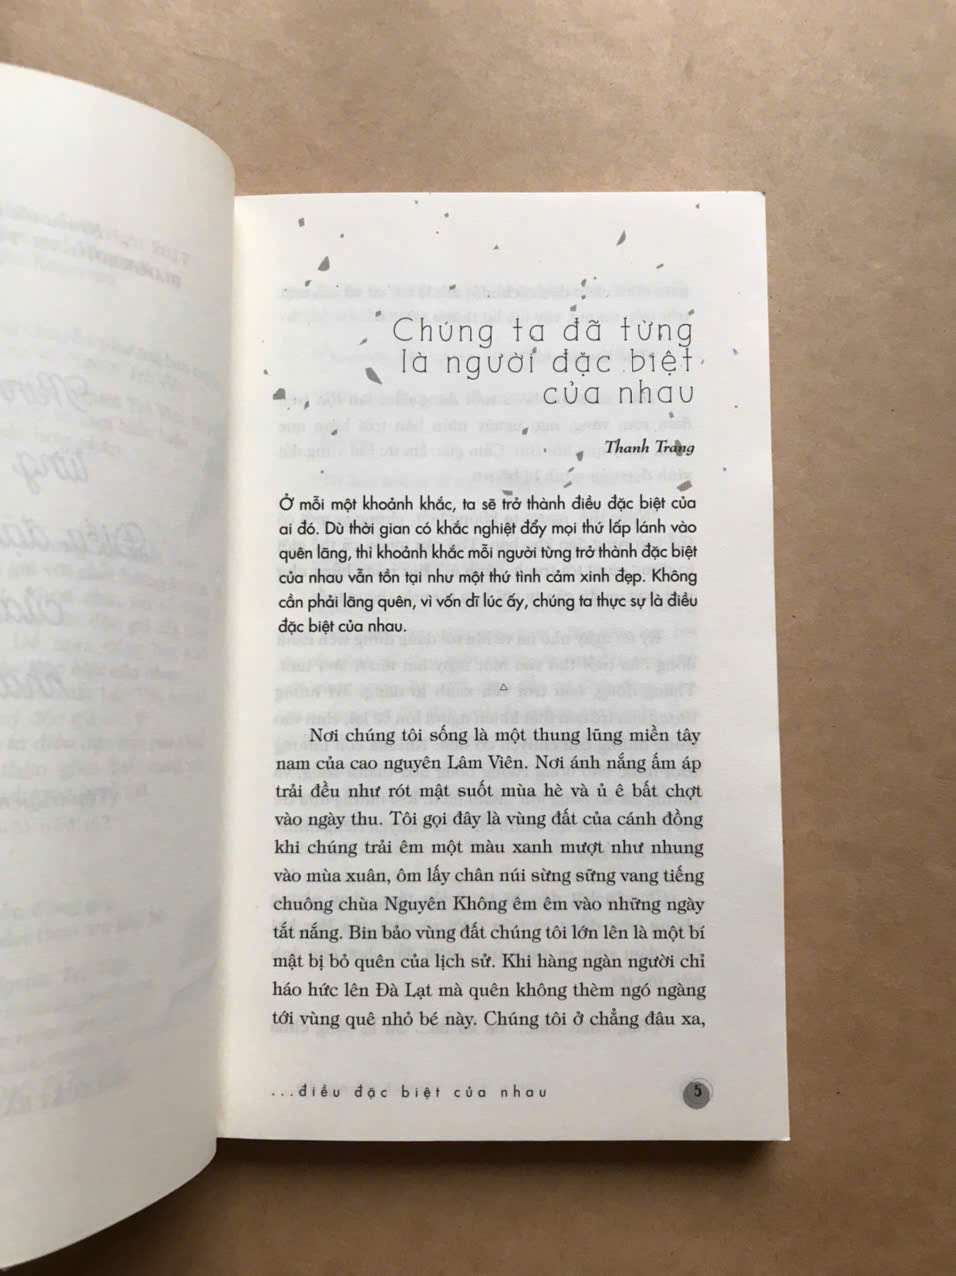 Chúng ta đã từng
là người đặc biệt
của nhau
Thanh Trang
Ở mỗi một khoảnh khắc, ta sẽ trở thành điều đặc biệt của
ai đó. Dù thời gian có khắc nghiệt đẩy mọi thứ lấp lánh vào
quên lãng, thì khoảnh khắc mỗi người từng trở thành đặc biệt
của nhau vẫn tồn tại như một thứ tình cảm xinh đẹp. Không
cần phải lãng quên, vì vốn dĩ lúc ấy, chúng ta thực sự là điều
đặc biệt của nhau.
Nơi chúng tôi sống là một thung lũng miền tây
nam của cao nguyên Lâm Viên. Nơi ánh nắng ấm áp
trải đều như rót mật suốt mùa hè và ủ ê bất chợt
vào ngày thu. Tôi gọi đây là vùng đất của cánh đồng
khi chúng trải êm một màu xanh mượt như nhung
vào mùa xuân, ôm lấy chân núi sừng sững vang tiếng
chuông chùa Nguyên Không êm êm vào những ngày
tắt nắng. Bin bảo vùng đất chúng tôi lớn lên là một bí
mật bị bỏ quên của lịch sử. Khi hàng ngàn người chỉ
háo hức lên Đà Lạt mà quên không thèm ngó ngàng
tới vùng quê nhỏ bé này. Chúng tôi ở chẳng đâu xa,
...điều đặc biệt của nhau
5